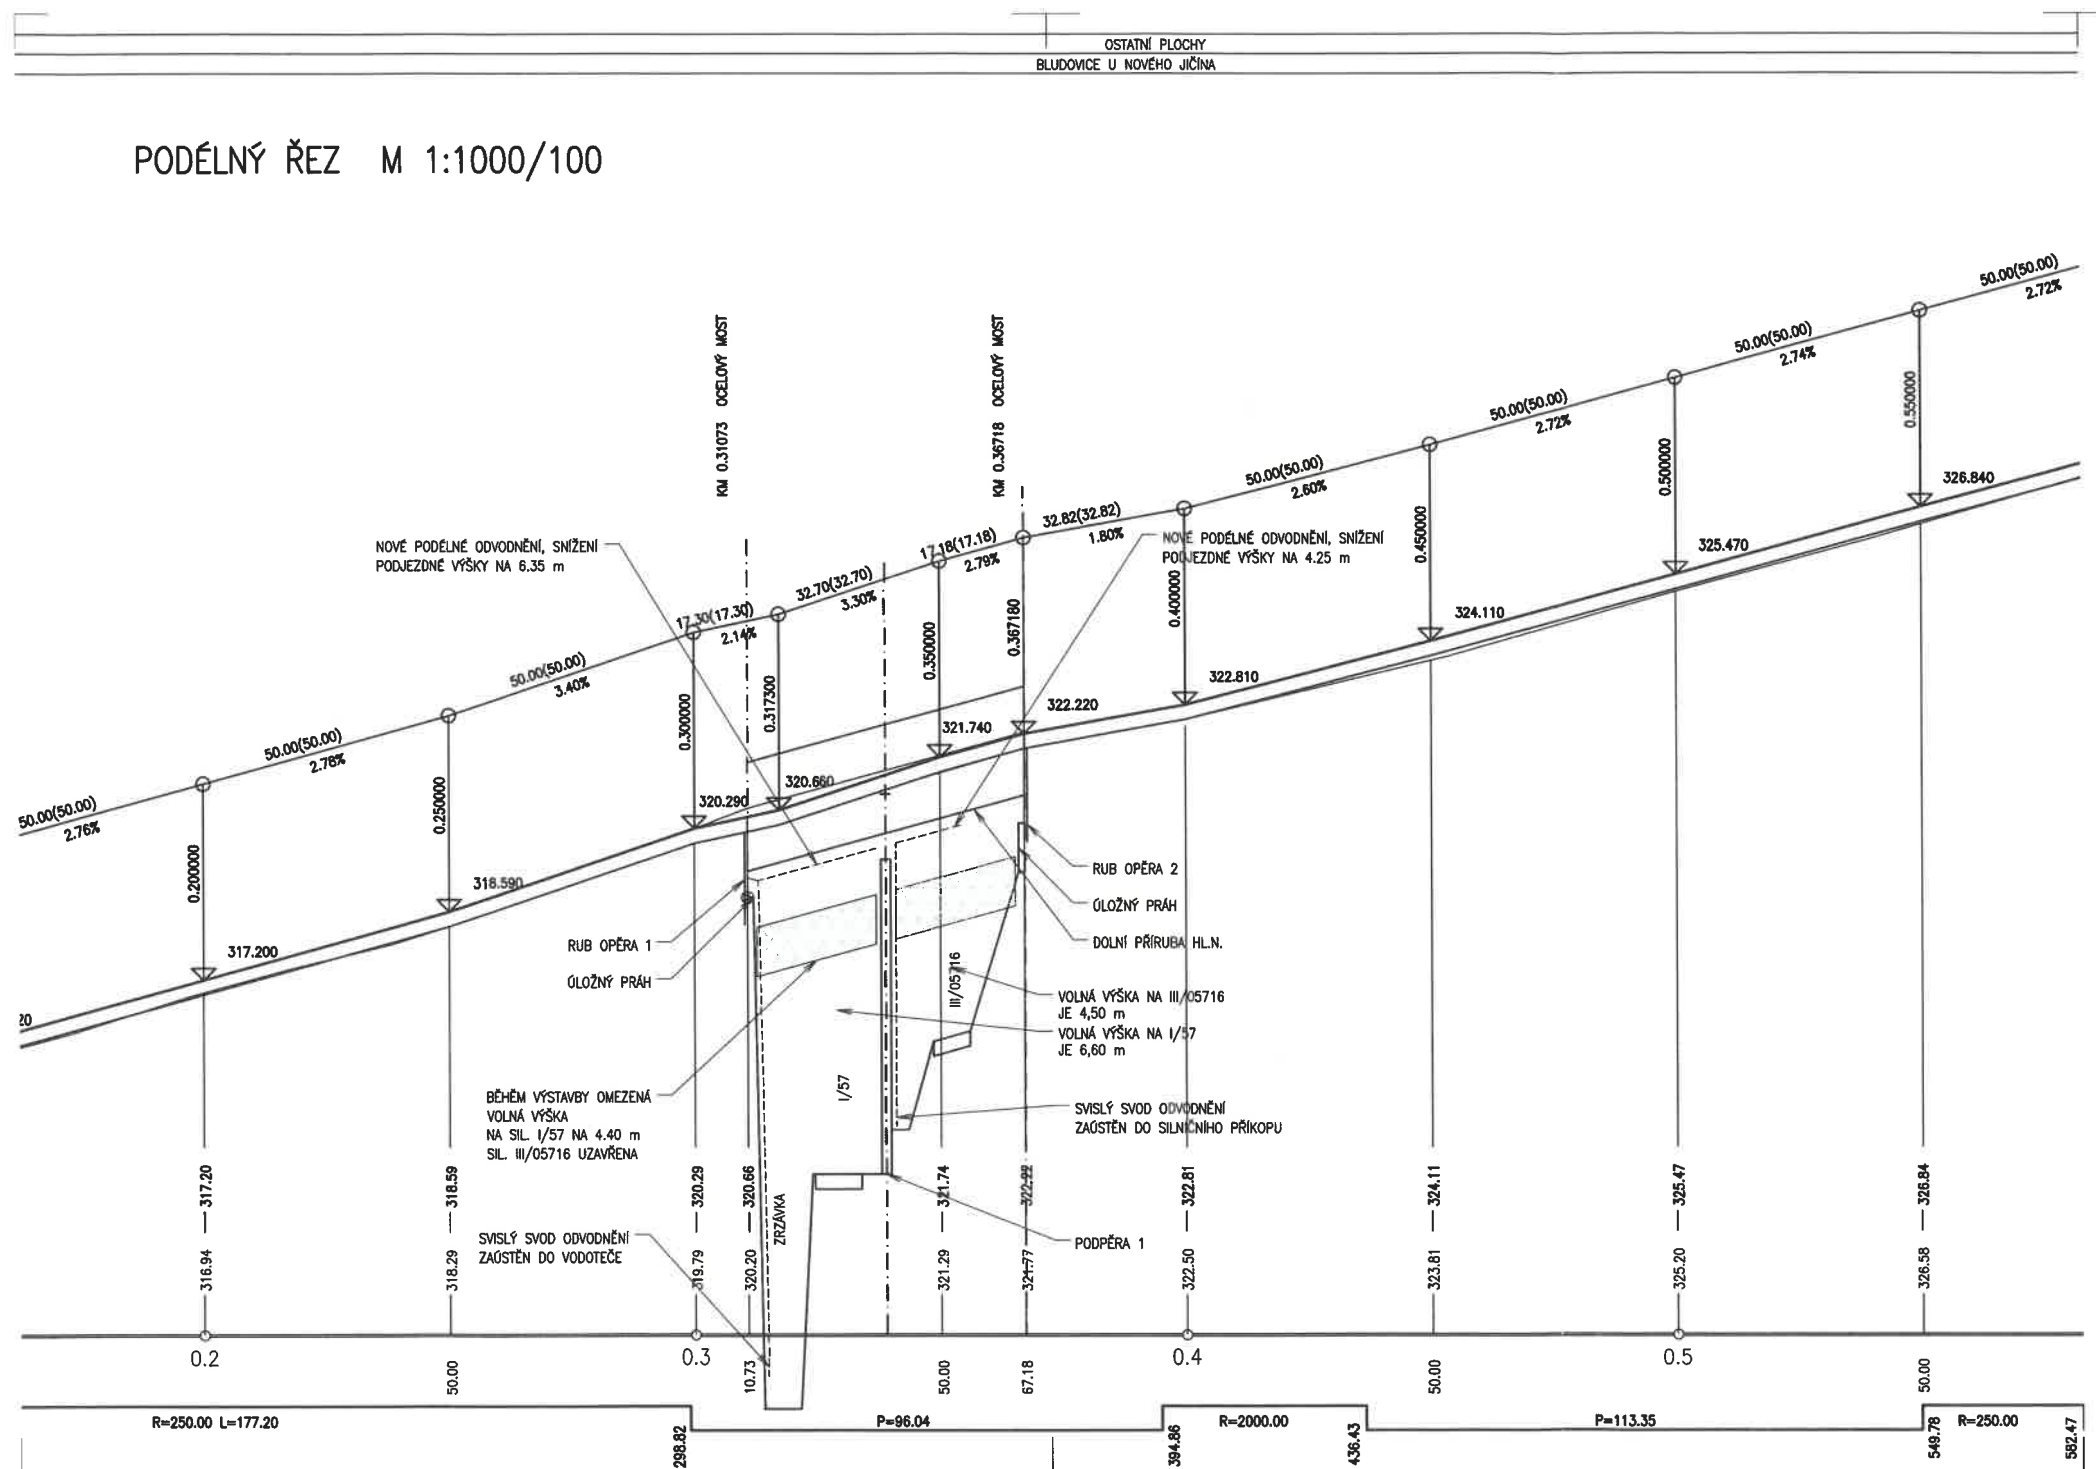 OSTATNÍ PLOCHY
BLUDOVICE U NOVÉHO JIČÍNA
PODÉLNÝ ŘEZ M 1:1000/100
50.00(50.00)
2.76%
50.00(50.00)
2.78%
50.00(50.00)
3.40%
17.30(17.30)
2.14%
32.70(32.70)
3.30%
17.18(17.18)
2.79%
32.82(32.82)
1.80%
50.00(50.00)
2.60%
50.00(50.00)
2.72%
50.00(50.00)
2.74%
50.00(50.00)
2.72%
KM 0.31073 OCELOVÝ MOST
KM 0.36718 OCELOVÝ MOST
NOVÉ PODÉLNÉ ODVODNĚNÍ, SNÍŽENÍ
PODJEZDNÉ VÝŠKY NA 6.35 m
NOVÉ PODÉLNÉ ODVODNĚNÍ, SNÍŽENÍ
PODJEZDNÉ VÝŠKY NA 4.25 m
0.200000
0.250000
0.300000
0.317300
0.350000
0.367180
0.400000
0.450000
0.500000
0.550000
20
317.200
318.590
320.290
320.660
321.740
322.220
322.810
324.110
325.470
326.840
RUB OPĚRA 1
ÚLOŽNÝ PRÁH
RUB OPĚRA 2
ÚLOŽNÝ PRÁH
DOLNÍ PŘÍRUBA HL.N.
III/05716
VOLNÁ VÝŠKA NA III/05716
JE 4,50 m
VOLNÁ VÝŠKA NA I/57
JE 6,60 m
I/57
BĚHĚM VÝSTAVBY OMEZENÁ
VOLNÁ VÝŠKA
NA SIL. I/57 NA 4.40 m
SIL. III/05716 UZAVŘENA
SVISLÝ SVOD ODVODNĚNÍ
ZAÚSTĚN DO SILNIČNÍHO PŘÍKOPU
SVISLÝ SVOD ODVODNĚNÍ
ZAÚSTĚN DO VODOTEČE
ZRZÁVKA
PODPĚRA 1
316.94 — 317.20
318.29 — 318.59
319.79 — 320.29
320.20 — 320.66
321.29 — 321.74
321.77 322.22
322.50 — 322.81
323.81 — 324.11
325.20 — 325.47
326.58 — 326.84
0.2
0.3
0.4
0.5
50.00
10.73
50.00
67.18
50.00
50.00
R=250.00 L=177.20
298.82
P=96.04
394.86
R=2000.00
436.43
P=113.35
549.78
R=250.00
582.47